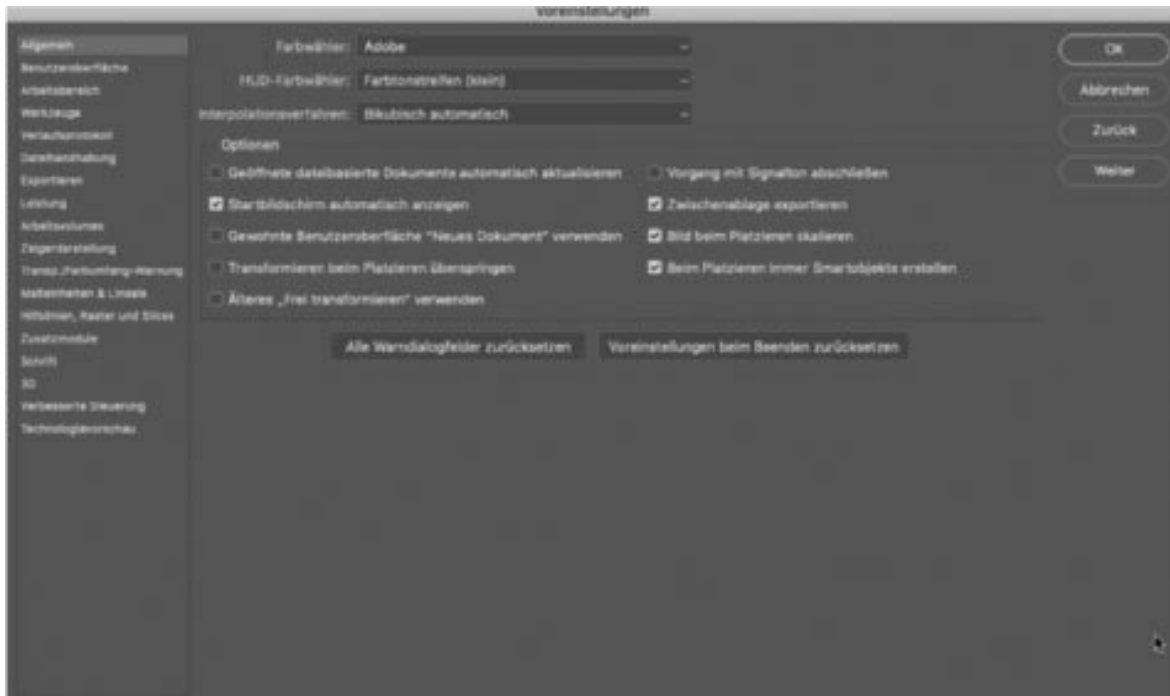 Voreinstellungen
Allgemein
Benutzeroberfläche
Arbeitsbereich
Werkzeuge
Verlaufsprotokoll
Dateihandhabung
Exportieren
Leistung
Arbeitsvolumes
Zeigerdarstellung
Transp./Farbumfang-Warnung
Maßeinheiten & Lineale
Hilfslinien, Raster und Slices
Zusatzmodule
Schrift
3D
Verbesserte Steuerung
Technologievorschau
Farbwähler: Adobe
HUD-Farbwähler: Farbtonstreifen (klein)
Interpolationsverfahren: Bikubisch automatisch
Optionen
Geöffnete dateibasierte Dokumente automatisch aktualisieren
Startbildschirm automatisch anzeigen
Gewohnte Benutzeroberfläche "Neues Dokument" verwenden
Transformieren beim Platzieren überspringen
Älteres „Frei transformieren" verwenden
Vorgang mit Signalton abschließen
Zwischenablage exportieren
Bild beim Platzieren skalieren
Beim Platzieren immer Smartobjekte erstellen
Alle Warndialogfelder zurücksetzen
Voreinstellungen beim Beenden zurücksetzen
OK
Abbrechen
Zurück
Weiter